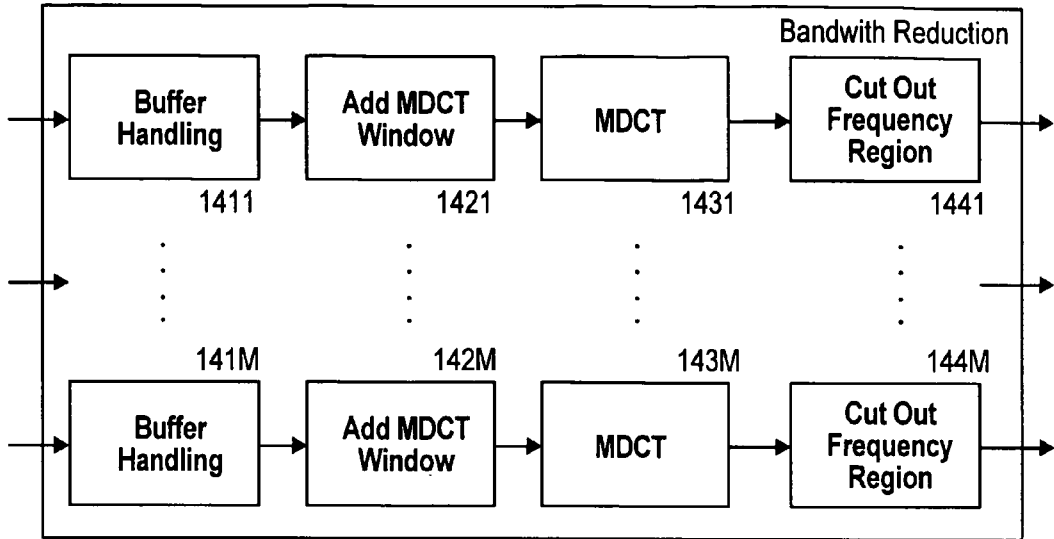 Bandwith Reduction
Buffer
Handling
Add MDCT
Window
MDCT
Cut Out
Frequency
Region
1411
1421
1431
1441
141M
142M
143M
144M
Buffer
Handling
Add MDCT
Window
MDCT
Cut Out
Frequency
Region